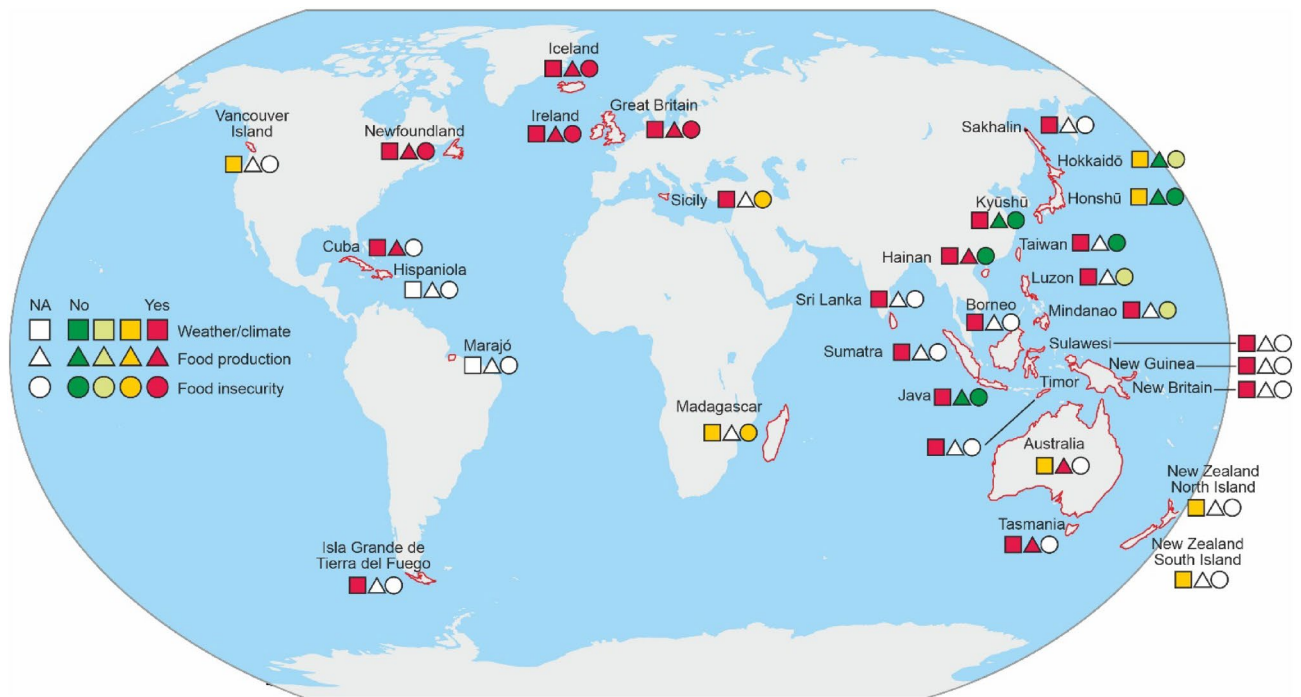 Iceland
Great Britain
Ireland
Vancouver
Island
Newfoundland
Sakhalin
Hokkaidō
Sicily
Honshū
Kyūshū
Cuba
Taiwan
Hainan
Hispaniola
Luzon
NA No Yes
Sri Lanka
Borneo
Mindanao
Weather/climate
Sulawesi
Marajó
Sumatra
Food production
New Guinea
Timor
New Britain
Food insecurity
Java
Madagascar
Australia
New Zealand
North Island
Tasmania
Isla Grande de
Tierra del Fuego
New Zealand
South Island